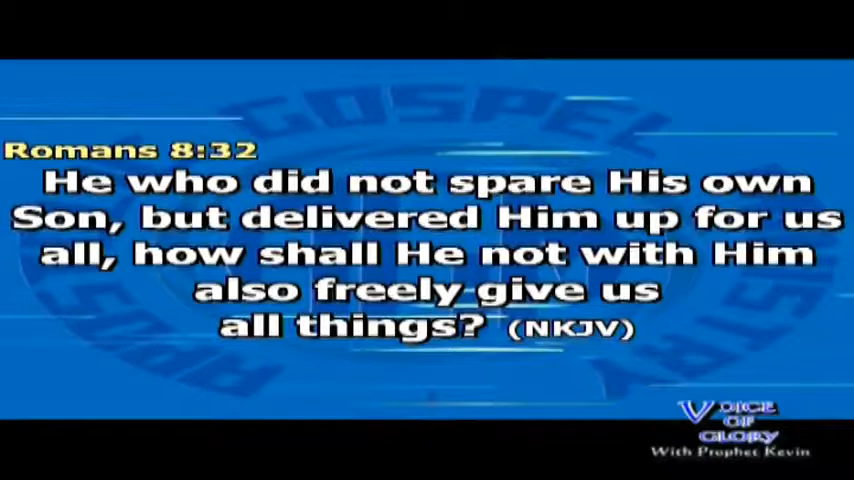 GOSPEL
Romans 8:32
He who did not spare His own
Son, but delivered Him up for us
all, how shall He not with Him
also freely give us
all things? (NKJV)
VOICE
OF
GLORY
With Prophet Kevin